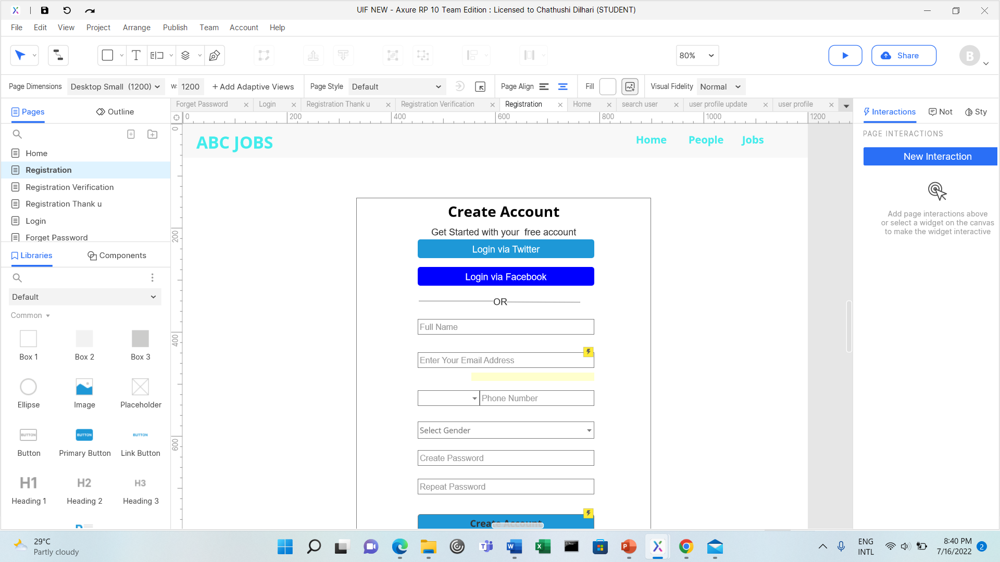 UIF NEW - Axure RP 10 Team Edition : Licensed to Chathushi Dilhari (STUDENT)
File Edit View Project Arrange Publish Team Account Help
80% Share B
Page Dimensions Desktop Small (1200) W: 1200 + Add Adaptive Views Page Style Default Page Align Fill Visual Fidelity Normal
Pages Outline
Forget Password Login Registration Thank u Registration Verification Registration Home search user user profile update user profile
Interactions Not Sty
0 200 400 600 800 1000 1200
PAGE INTERACTIONS
New Interaction
Add page interactions above
or select a widget on the canvas
to make the widget interactive
Home
Registration
Registration Verification
Registration Thank u
Login
Forget Password
Libraries Components
Default
Common
Box 1 Box 2 Box 3
Ellipse Image Placeholder
BUTTON BUTTON BUTTON
Button Primary Button Link Button
H1 H2 H3
Heading 1 Heading 2 Heading 3
0
200
400
600
ABC JOBS Home People Jobs
Create Account
Get Started with your  free account
Login via Twitter
Login via Facebook
OR
Full Name
Enter Your Email Address
Phone Number
Select Gender
Create Password
Repeat Password
Create Account
29°C
Partly cloudy
ENG
INTL
8:40 PM
7/16/2022
2